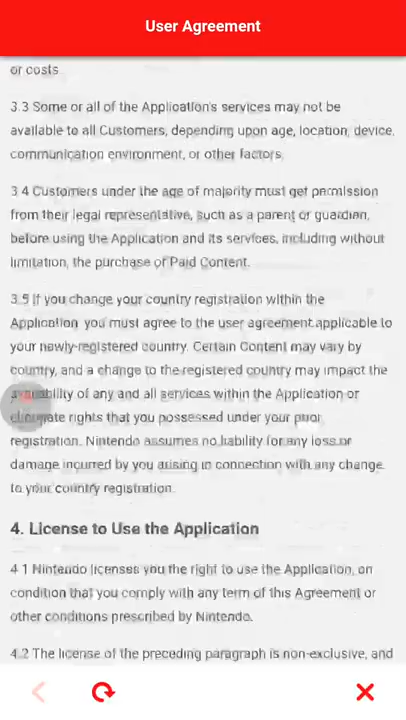 User Agreement
or costs
3.3 Some or all of the Application's services may not be
available to all Customers, depending upon age, location, device,
communication environment, or other factors.
3.4 Customers under the age of majority must get permission
from their legal representative, such as a parent or guardian,
before using the Application and its services, including without
limitation, the purchase of Paid Content.
3.5 If you change your country registration within the
Application you must agree to the user agreement applicable to
your newly-registered country. Certain Content may vary by
country, and a change to the registered country may impact the
availability of any and all services within the Application or
eliminate rights that you possessed under your prior
registration. Nintendo assumes no liability for any loss or
damage incurred by you arising in connection with any change
to your country registration.
4. License to Use the Application
4.1 Nintendo licenses you the right to use the Application, on
condition that you comply with any term of this Agreement or
other conditions prescribed by Nintendo.
4.2 The license of the preceding paragraph is non-exclusive, and